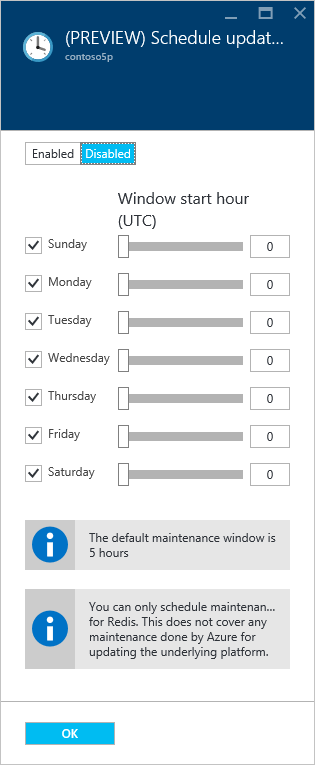 (PREVIEW) Schedule updat...
contoso5p
Enabled Disabled
Window start hour
(UTC)
Sunday 0
Monday 0
Tuesday 0
Wednesday 0
Thursday 0
Friday 0
Saturday 0
The default maintenance window is
5 hours
You can only schedule maintenan...
for Redis. This does not cover any
maintenance done by Azure for
updating the underlying platform.
OK